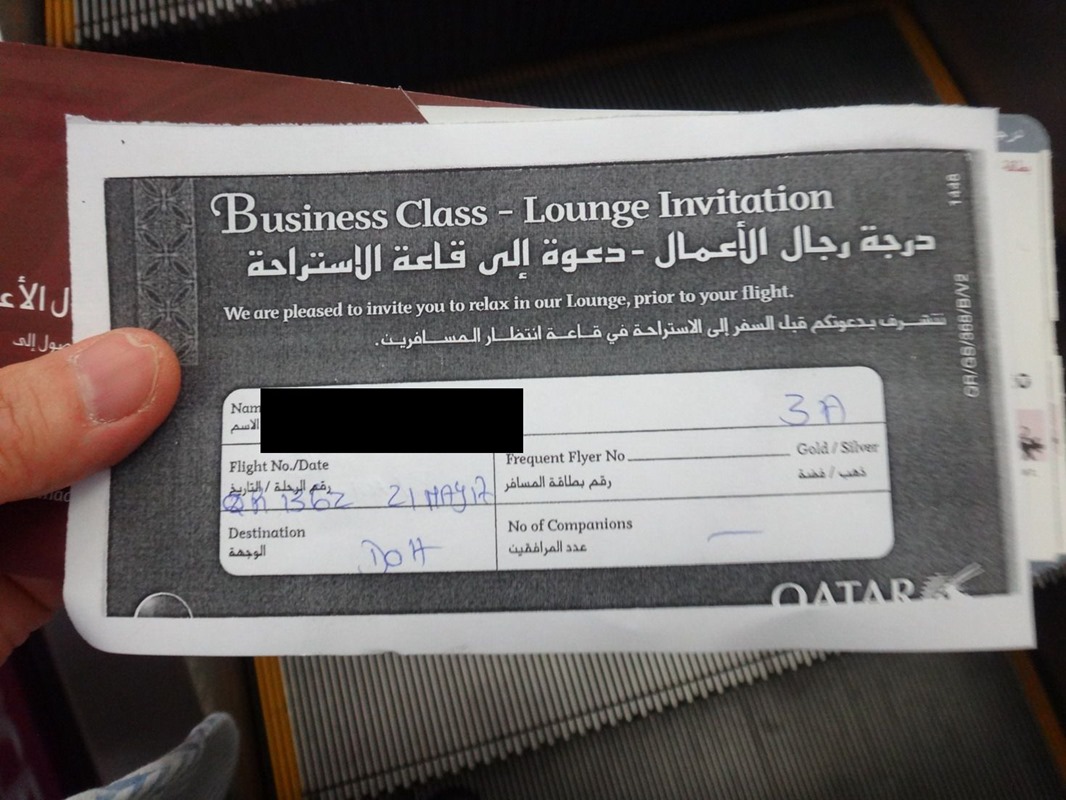 Business Class – Lounge Invitation
درجة رجال الأعمال - دعوة إلى قاعة الاستراحة
We are pleased to invite you to relax in our Lounge, prior to your flight.
نتشرف بدعوتكم قبل السفر إلى الاستراحة في قاعة انتظار المسافرين.
3A
الاسم
Flight No./Date
رقم الرحلة / التاريخ
QR 1362 21 MAY 17
Frequent Flyer No
Gold / Silver
رقم بطاقة المسافر
ذهب / فضة
Destination
الوجهة
DOH
No of Companions
عدد المرافقين
—
QATAR
1448